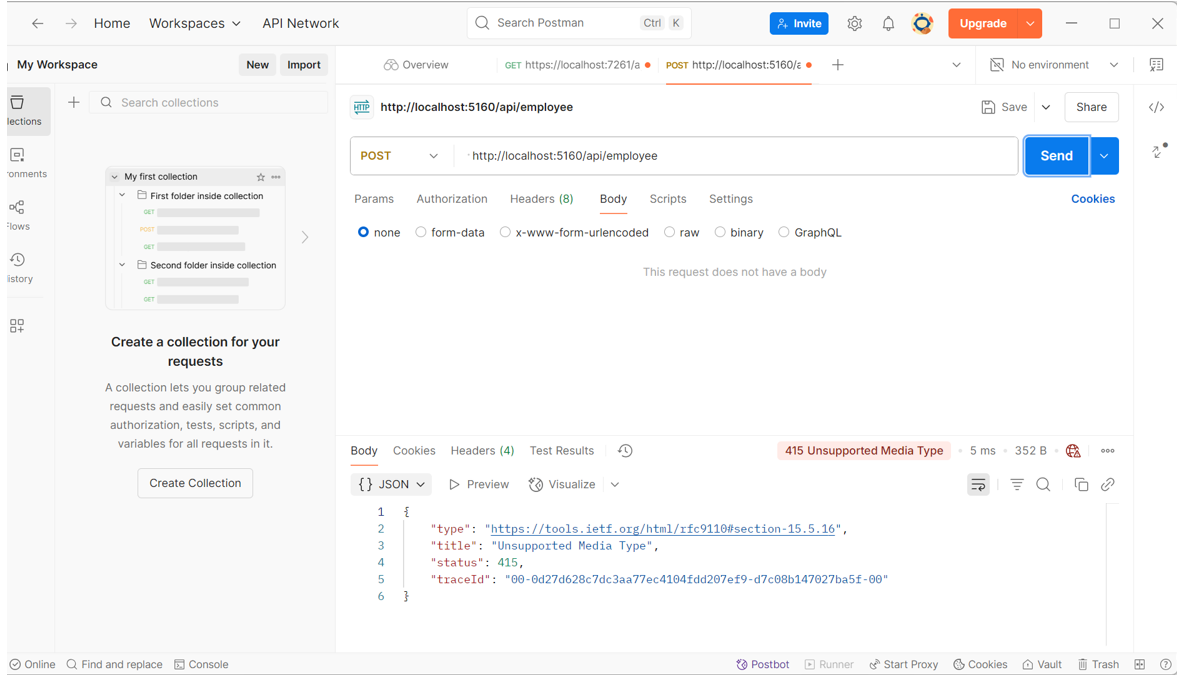 Home Workspaces API Network Search Postman Ctrl K Invite Upgrade
My Workspace New Import Overview GET https://localhost:7261/a POST http://localhost:5160/a No environment
Search collections
HTTP http://localhost:5160/api/employee Save Share
POST http://localhost:5160/api/employee Send
Params Authorization Headers (8) Body Scripts Settings Cookies
none form-data x-www-form-urlencoded raw binary GraphQL
This request does not have a body
lections
ronments
lows
istory
My first collection
First folder inside collection
GET
POST
GET
Second folder inside collection
GET
GET
Create a collection for your
requests
A collection lets you group related
requests and easily set common
authorization, tests, scripts, and
variables for all requests in it.
Create Collection
Body Cookies Headers (4) Test Results 415 Unsupported Media Type 5 ms 352 B
{} JSON Preview Visualize
1 {
2 "type": "https://tools.ietf.org/html/rfc9110#section-15.5.16",
3 "title": "Unsupported Media Type",
4 "status": 415,
5 "traceId": "00-0d27d628c7dc3aa77ec4104fdd207ef9-d7c08b147027ba5f-00"
6 }
Online Find and replace Console Postbot Runner Start Proxy Cookies Vault Trash